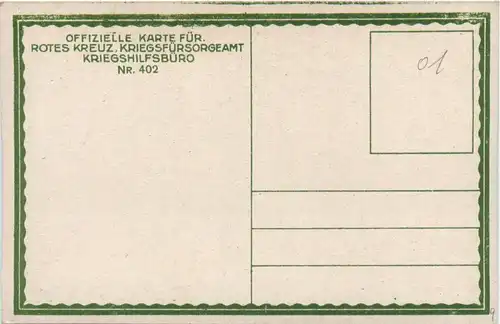 OFFIZIELLE KARTE FÜR.
ROTES KREUZ, KRIEGSFÜRSORGEAMT
KRIEGSHILFSBÜRO
NR. 402
01